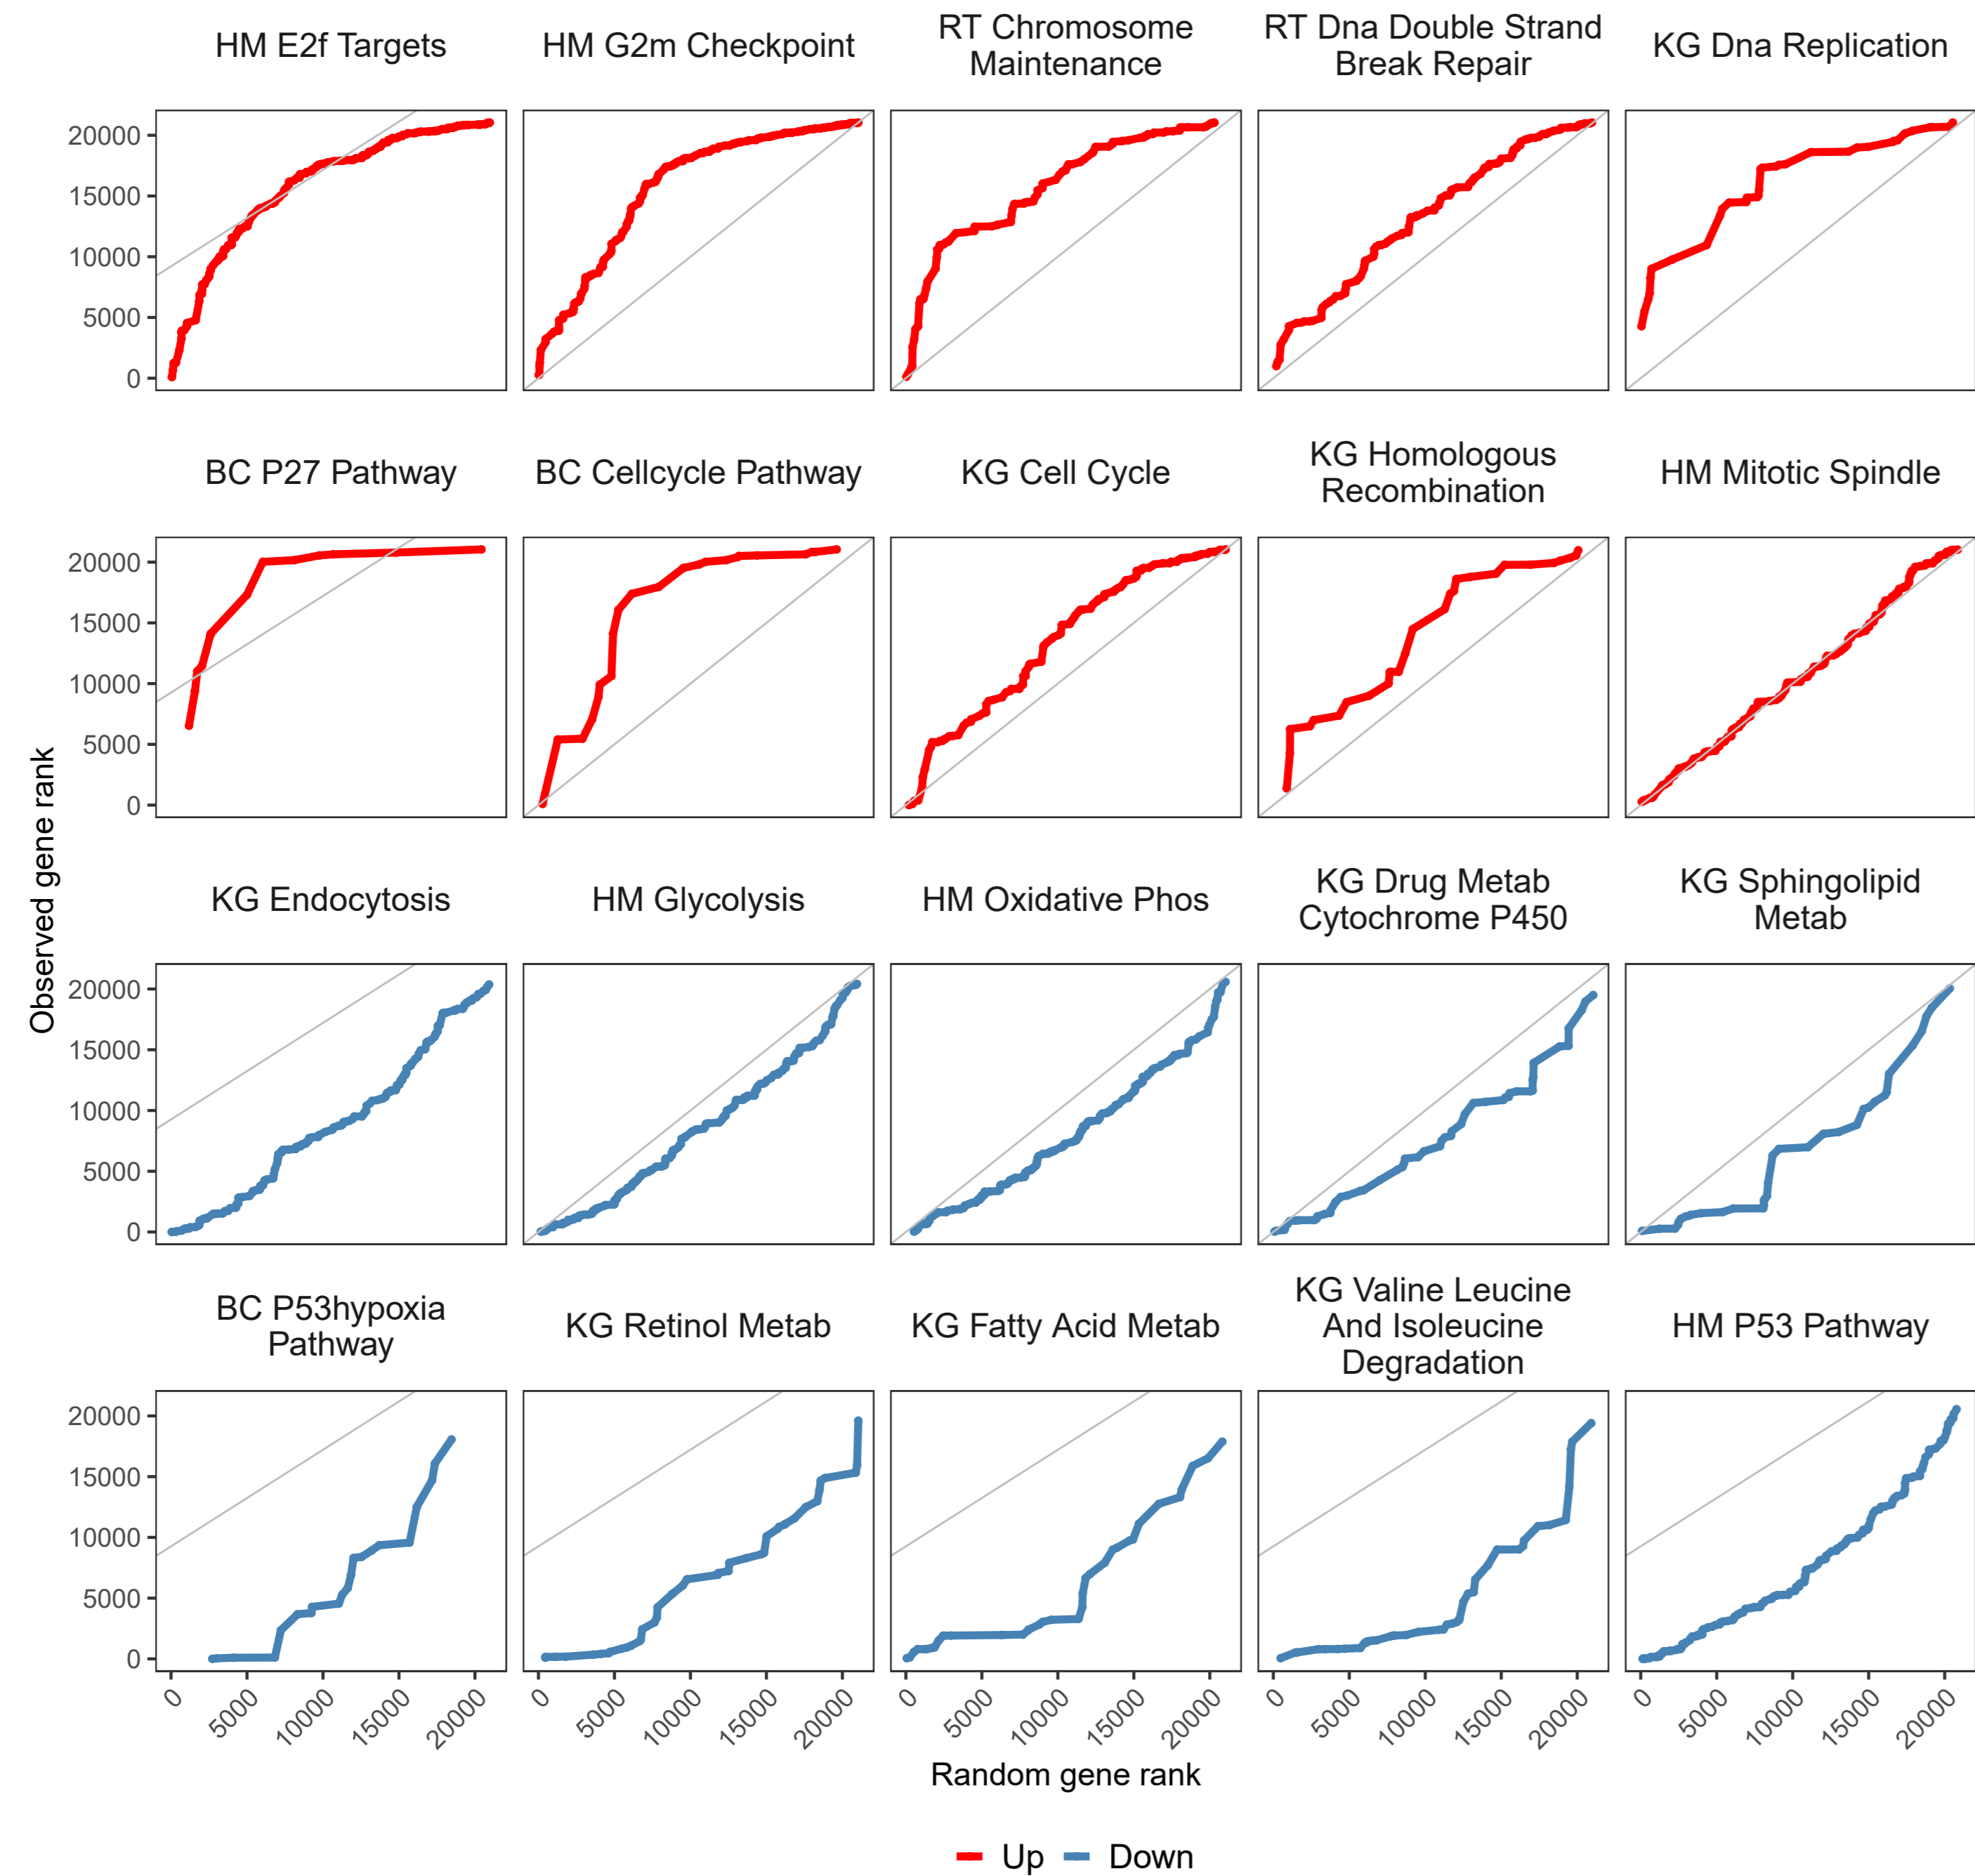 HM E2f Targets
HM G2m Checkpoint
RT Chromosome
Maintenance
RT Dna Double Strand
Break Repair
KG Dna Replication
20000
15000
10000
5000
0
BC P27 Pathway
BC Cellcycle Pathway
KG Cell Cycle
KG Homologous
Recombination
HM Mitotic Spindle
20000
15000
10000
5000
0
Observed gene rank
KG Endocytosis
HM Glycolysis
HM Oxidative Phos
KG Drug Metab
Cytochrome P450
KG Sphingolipid
Metab
20000
15000
10000
5000
0
BC P53hypoxia
Pathway
KG Retinol Metab
KG Fatty Acid Metab
KG Valine Leucine
And Isoleucine
Degradation
HM P53 Pathway
20000
15000
10000
5000
0
0 5000 10000 15000 20000
0 5000 10000 15000 20000
0 5000 10000 15000 20000
0 5000 10000 15000 20000
0 5000 10000 15000 20000
Random gene rank
Up Down